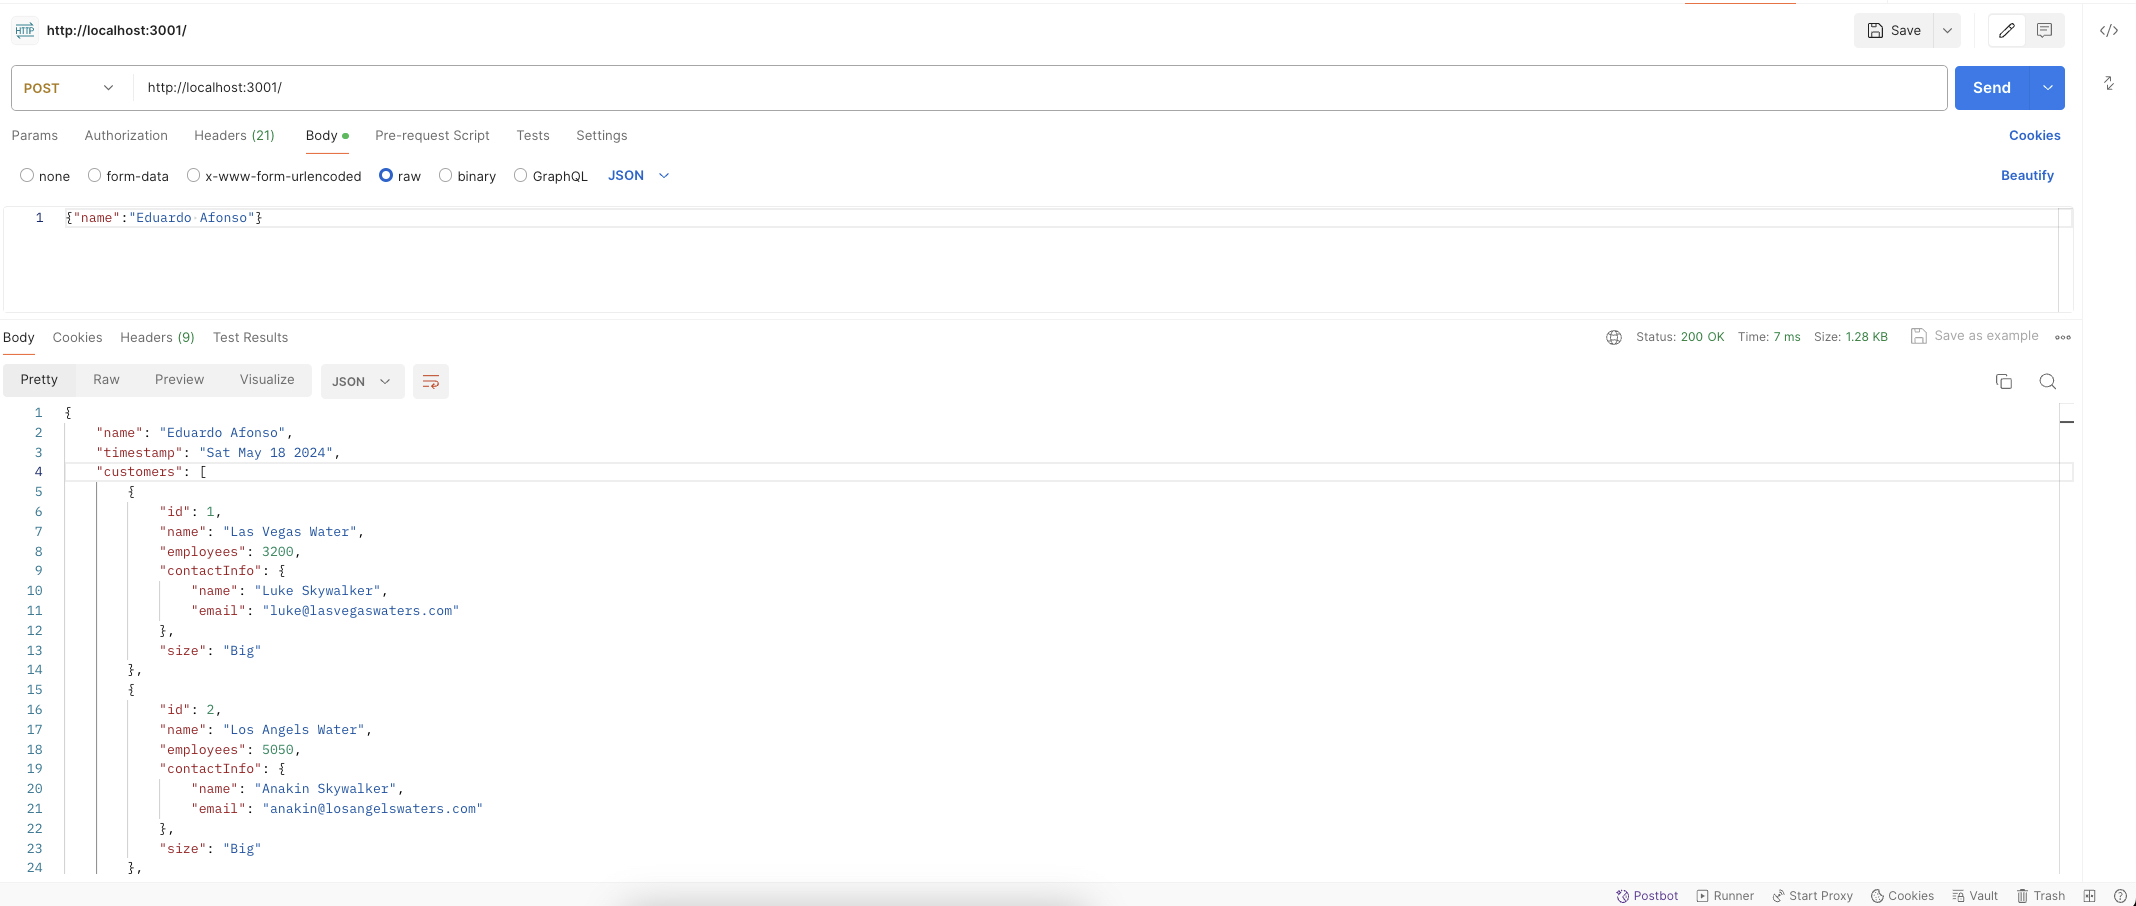 HTTP http://localhost:3001/ Save
POST http://localhost:3001/ Send
Params Authorization Headers (21) Body Pre-request Script Tests Settings Cookies
none form-data x-www-form-urlencoded raw binary GraphQL JSON Beautify
1 {"name":"Eduardo Afonso"}
Body Cookies Headers (9) Test Results Status: 200 OK Time: 7 ms Size: 1.28 KB Save as example
Pretty Raw Preview Visualize JSON
1 {
2 "name": "Eduardo Afonso",
3 "timestamp": "Sat May 18 2024",
4 "customers": [
5 {
6 "id": 1,
7 "name": "Las Vegas Water",
8 "employees": 3200,
9 "contactInfo": {
10 "name": "Luke Skywalker",
11 "email": "luke@lasvegaswaters.com"
12 },
13 "size": "Big"
14 },
15 {
16 "id": 2,
17 "name": "Los Angels Water",
18 "employees": 5050,
19 "contactInfo": {
20 "name": "Anakin Skywalker",
21 "email": "anakin@losangelswaters.com"
22 },
23 "size": "Big"
24 },
Postbot Runner Start Proxy Cookies Vault Trash